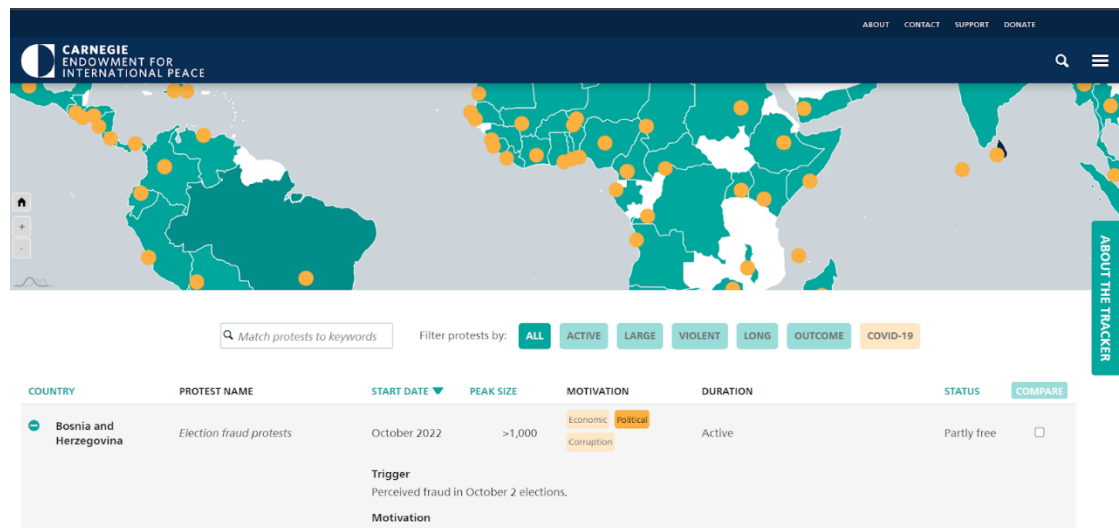 ABOUT CONTACT SUPPORT DONATE
CARNEGIE
ENDOWMENT FOR
INTERNATIONAL PEACE
+
-
ABOUT THE TRACKER
Match protests to keywords Filter protests by: ALL ACTIVE LARGE VIOLENT LONG OUTCOME COVID-19
COUNTRY PROTEST NAME START DATE PEAK SIZE MOTIVATION DURATION STATUS COMPARE
Bosnia and Herzegovina Election fraud protests October 2022 >1,000 Economic Political Corruption Active Partly free
Trigger
Perceived fraud in October 2 elections.
Motivation